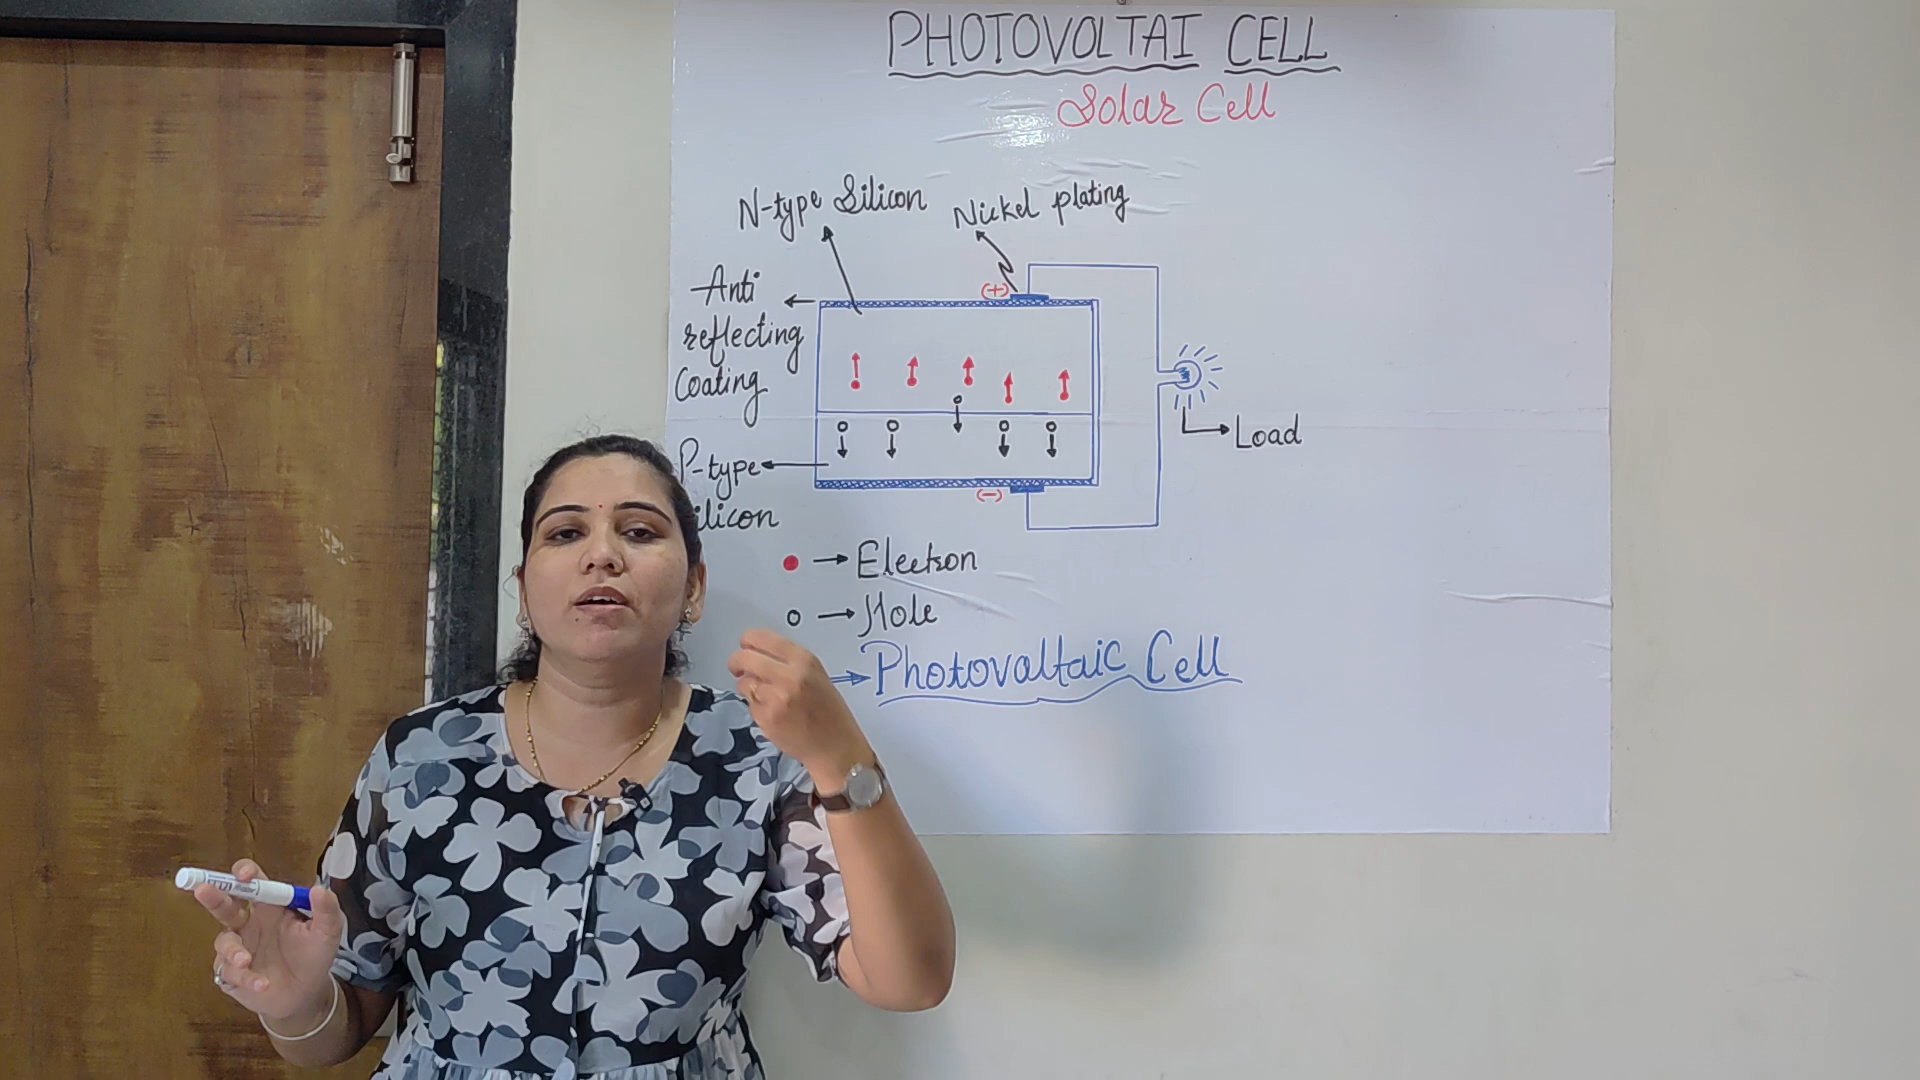 PHOTOVOLTAI CELL
Solar Cell
N-type Silicon
Nickel plating
Anti
reflecting
Coating
(+)
Load
P-type
ilicon
(-)
Electron
Hole
Photovoltaic Cell